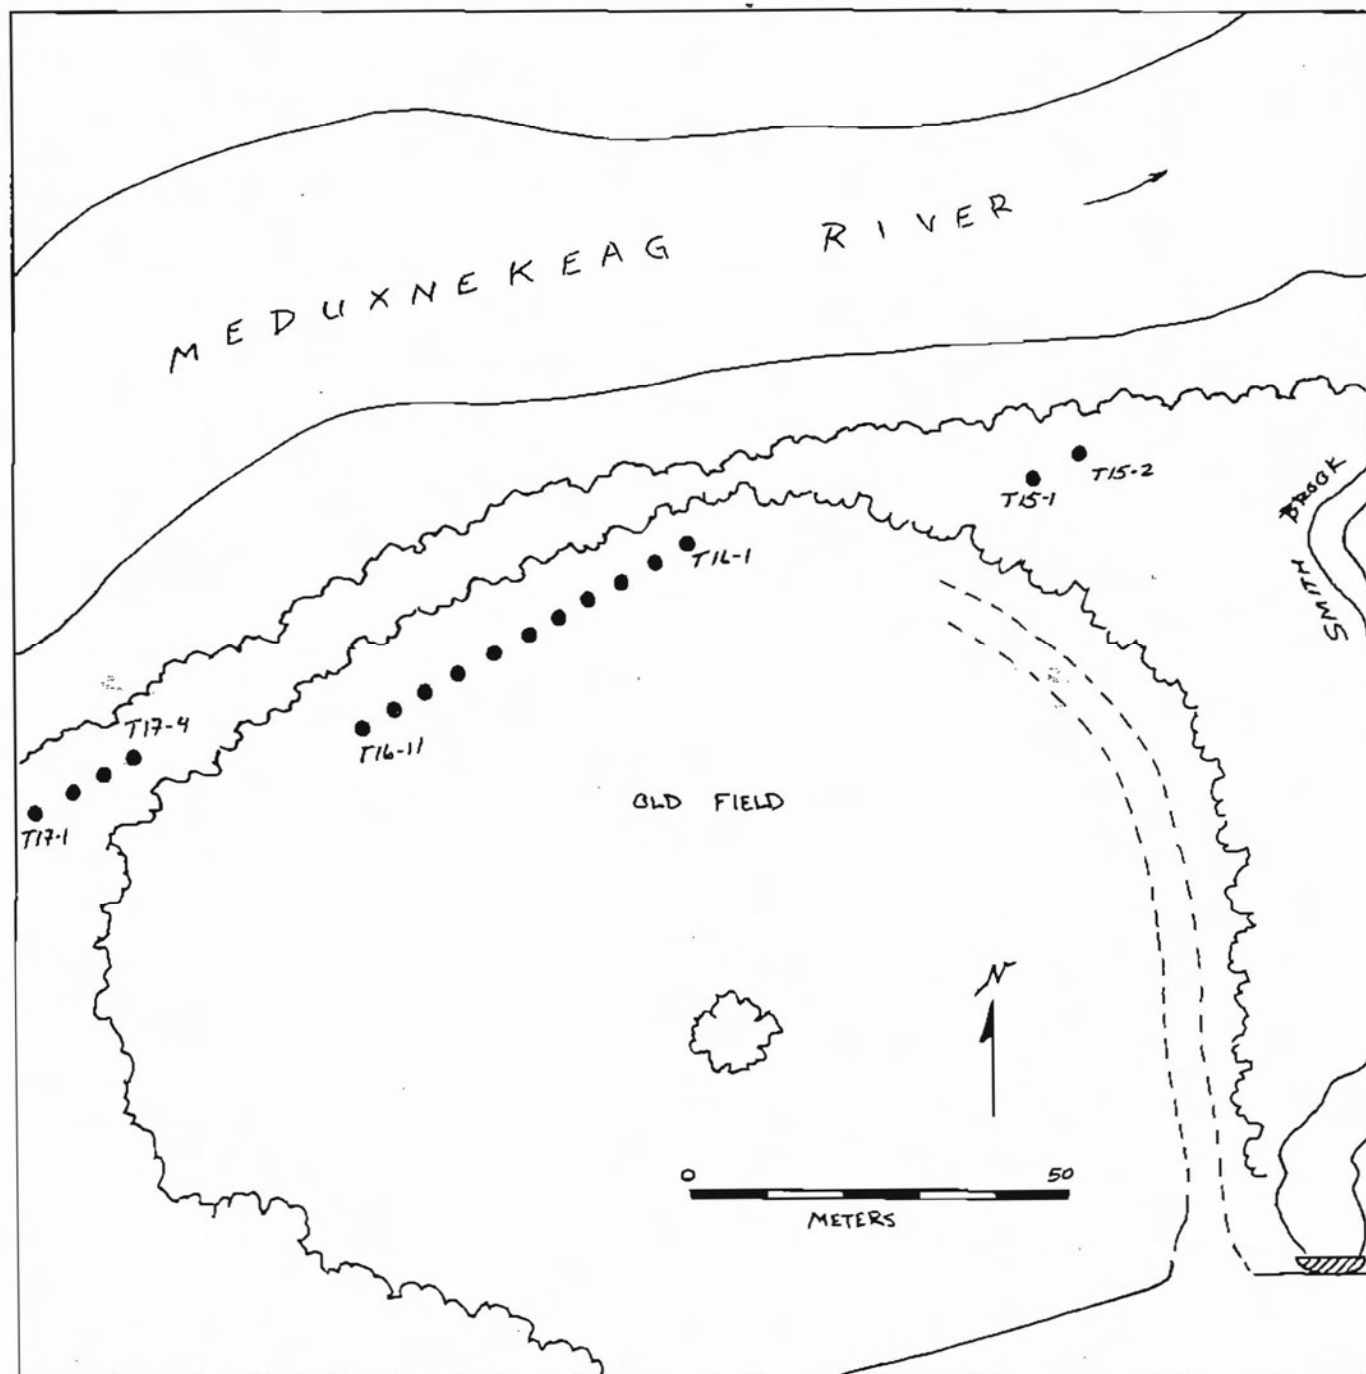 MEDUXNEKEAG RIVER
T15-2
T15-1
BROOK
SMITH
T16-1
T17-4
T16-11
T17-1
OLD FIELD
N
0 50
METERS